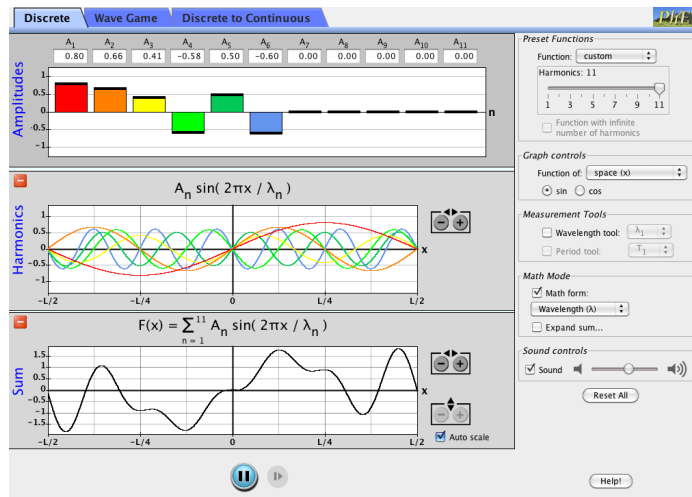 Discrete
Wave Game
Discrete to Continuous
PhET
Amplitudes
A1 A2 A3 A4 A5 A6 A7 A8 A9 A10 A11
0.80 0.66 0.41 −0.58 0.50 −0.60 0.00 0.00 0.00 0.00 0.00
1
0.5
0
-0.5
-1
n
Harmonics
An sin( 2πx / λn )
1
0.5
0
-0.5
-1
x
-L/2 -L/4 0 L/4 L/2
Sum
F(x) = ∑ 11 n = 1 An sin( 2πx / λn )
1.5
1
0.5
0
-0.5
-1
-1.5
x
-L/2 -L/4 0 L/4 L/2
Auto scale
Preset Functions
Function: custom
Harmonics: 11
1 3 5 7 9 11
Function with infinite
number of harmonics
Graph controls
Function of: space (x)
sin cos
Measurement Tools
Wavelength tool: λ1
Period tool: T1
Math Mode
Math form:
Wavelength (λ)
Expand sum...
Sound controls
Sound
Reset All
Help!